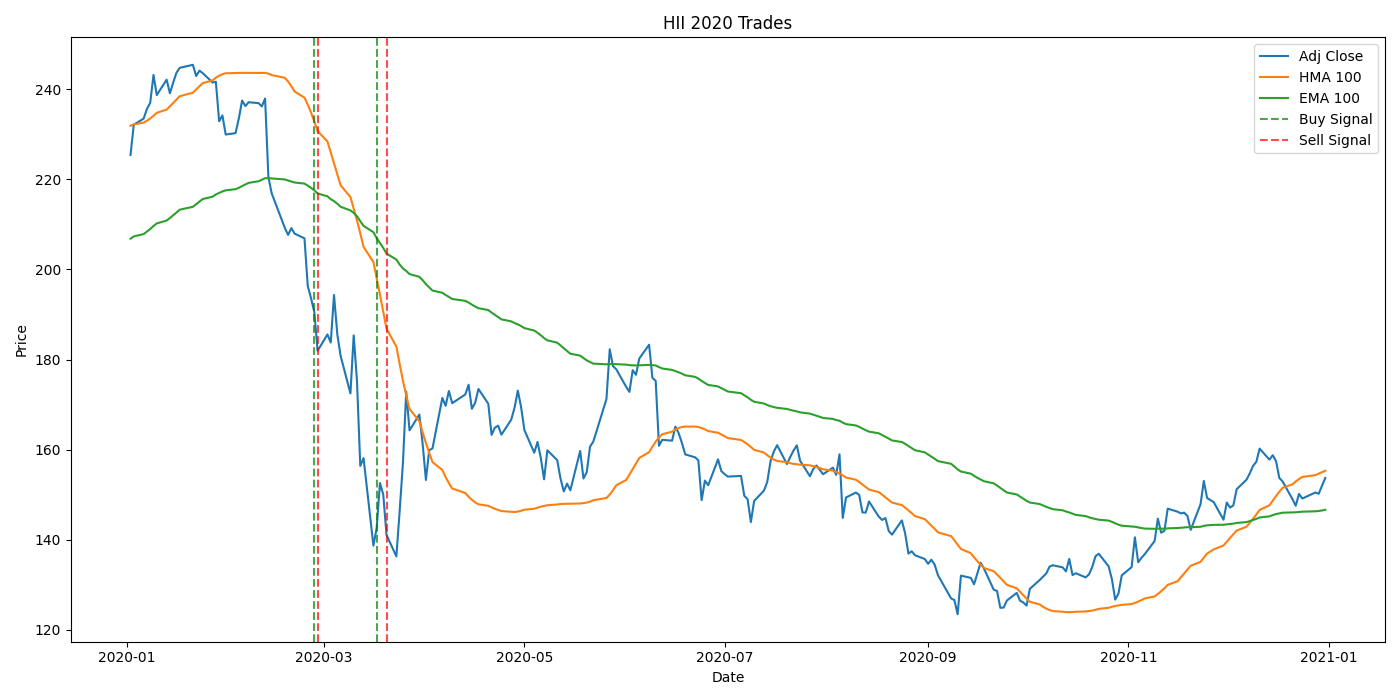 HII 2020 Trades
Adj Close
HMA 100
EMA 100
Buy Signal
Sell Signal
Price
240
220
200
180
160
140
120
2020-01
2020-03
2020-05
2020-07
2020-09
2020-11
2021-01
Date